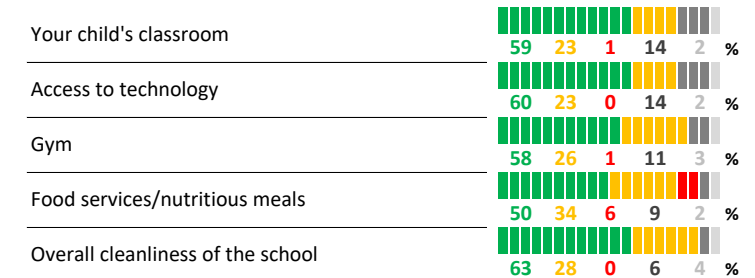 Your child's classroom
59 23 1 14 2 %
Access to technology
60 23 0 14 2 %
Gym
58 26 1 11 3 %
Food services/nutritious meals
50 34 6 9 2 %
Overall cleanliness of the school
63 28 0 6 4 %